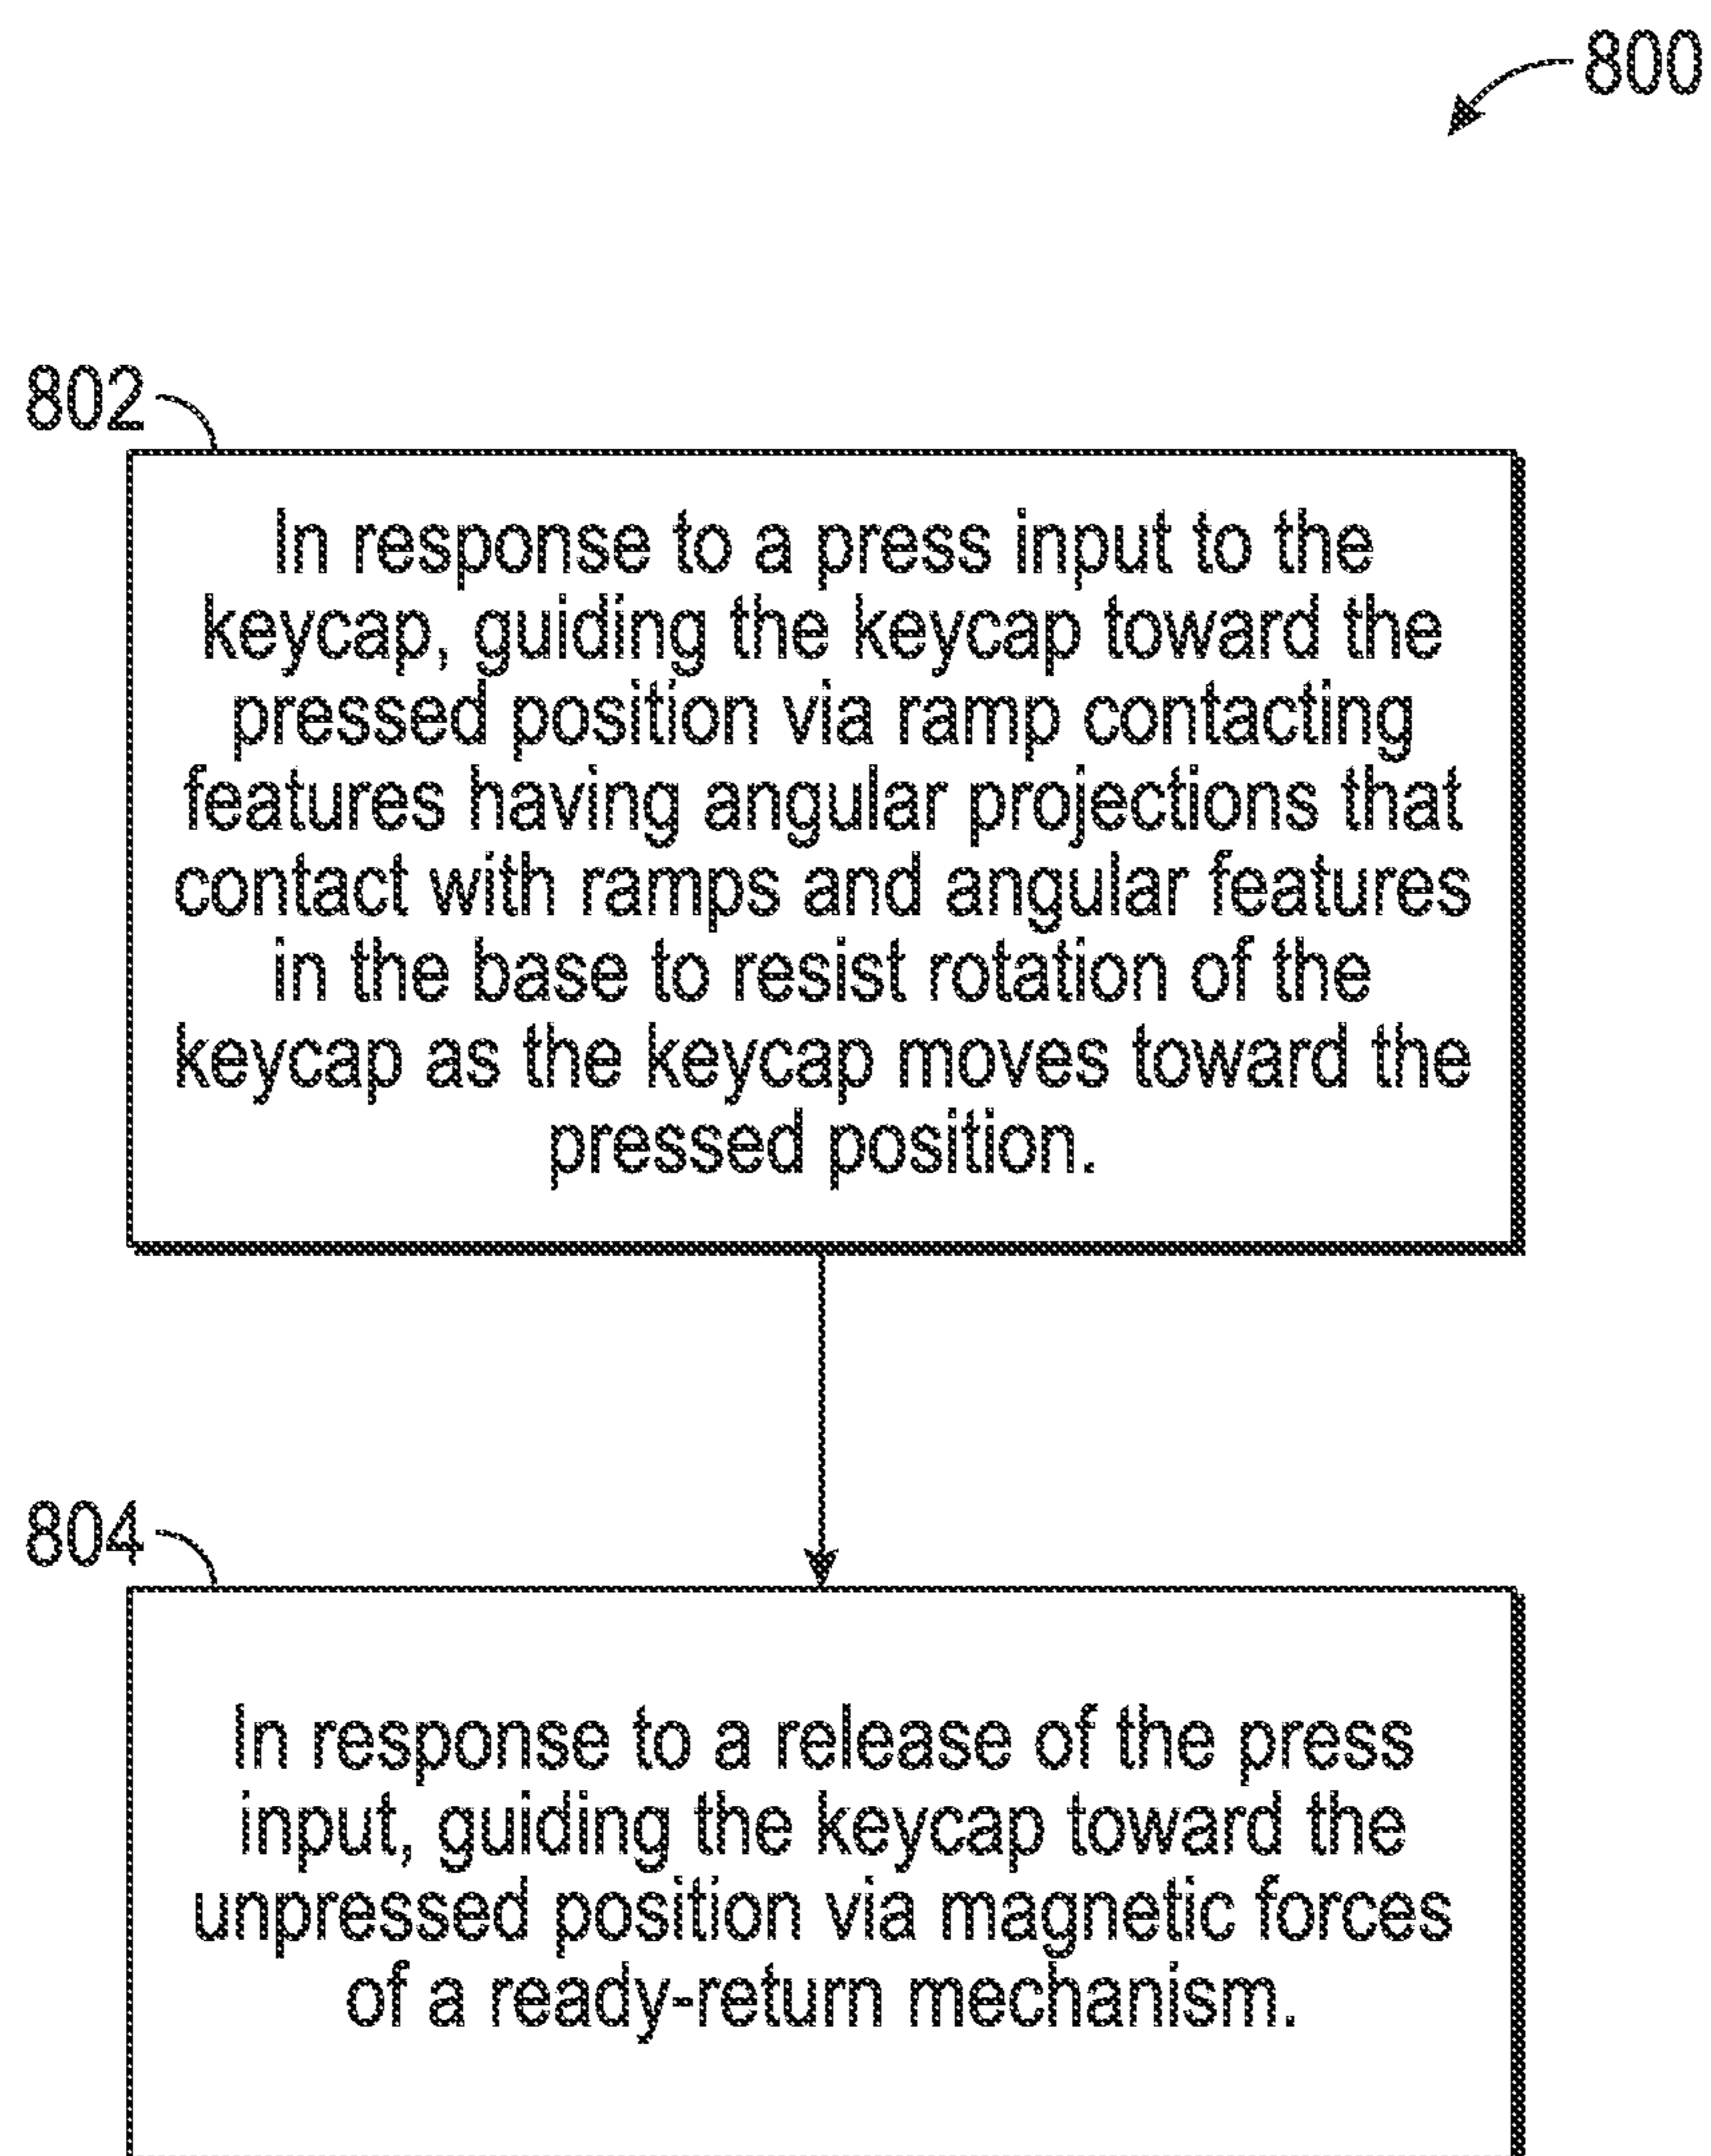 800
802
In response to a press input to the
keycap, guiding the keycap toward the
pressed position via ramp contacting
features having angular projections that
contact with ramps and angular features
in the base to resist rotation of the
keycap as the keycap moves toward the
pressed position.
804
In response to a release of the press
input, guiding the keycap toward the
unpressed position via magnetic forces
of a ready-return mechanism.